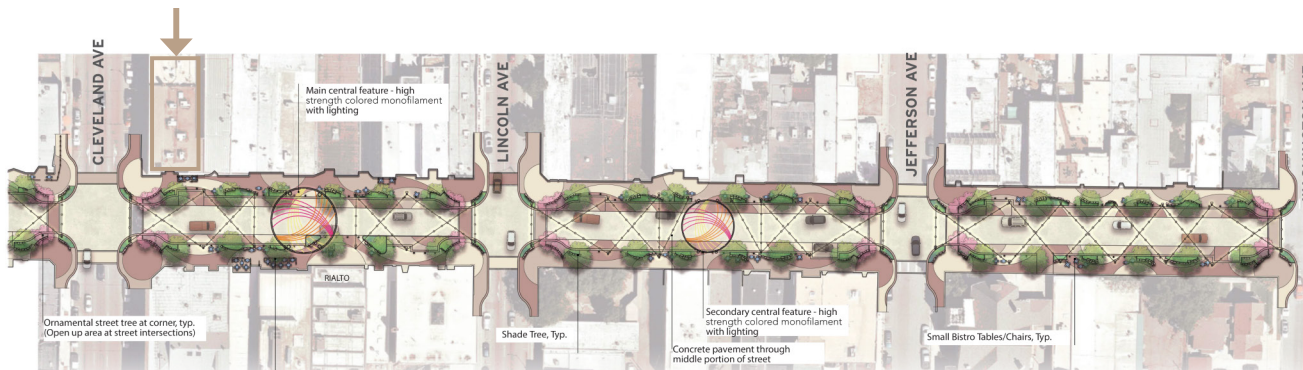 CLEVELAND AVE
Main central feature - high
strength colored monofilament
with lighting
LINCOLN AVE
JEFFERSON AVE
RIALTO
Ornamental street tree at corner, typ.
(Open up area at street intersections)
Shade Tree, Typ.
Secondary central feature - high
strength colored monofilament
with lighting
Concrete pavement through
middle portion of street
Small Bistro Tables/Chairs, Typ.